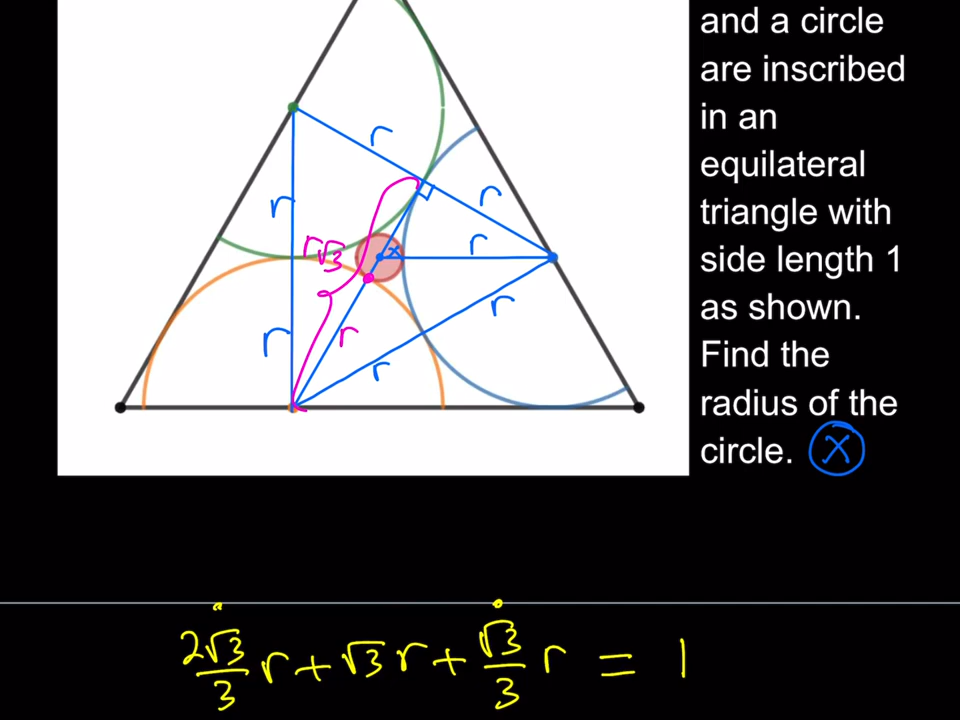 and a circle
are inscribed
in an
equilateral
triangle with
side length 1
as shown.
Find the
radius of the
circle. x
r
r
r
r
r√3
x
r
r
r
r
2√3/3 r + √3 r + √3/3 r = 1